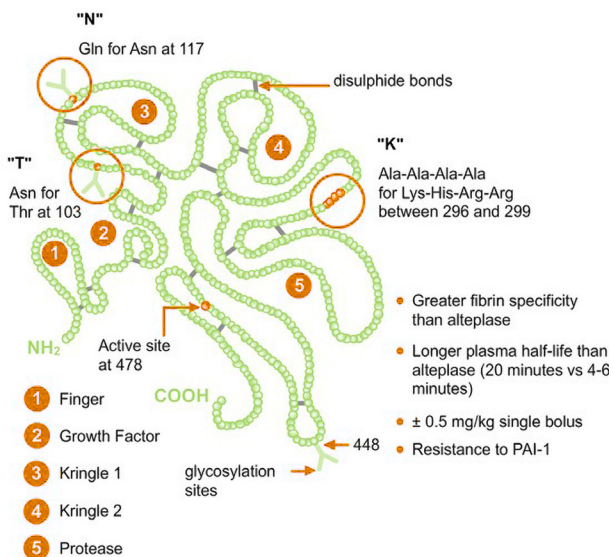 "N"
Gln for Asn at 117
disulphide bonds
3
4
"K"
"T"
Ala-Ala-Ala-Ala
for Lys-His-Arg-Arg
between 296 and 299
Asn for
Thr at 103
1
2
5
Greater fibrin specificity
than alteplase
NH₂
Active site
at 478
Longer plasma half-life than
alteplase (20 minutes vs 4-6
minutes)
COOH
1 Finger
± 0.5 mg/kg single bolus
2 Growth Factor
448
Resistance to PAI-1
3 Kringle 1
glycosylation
sites
4 Kringle 2
5 Protease